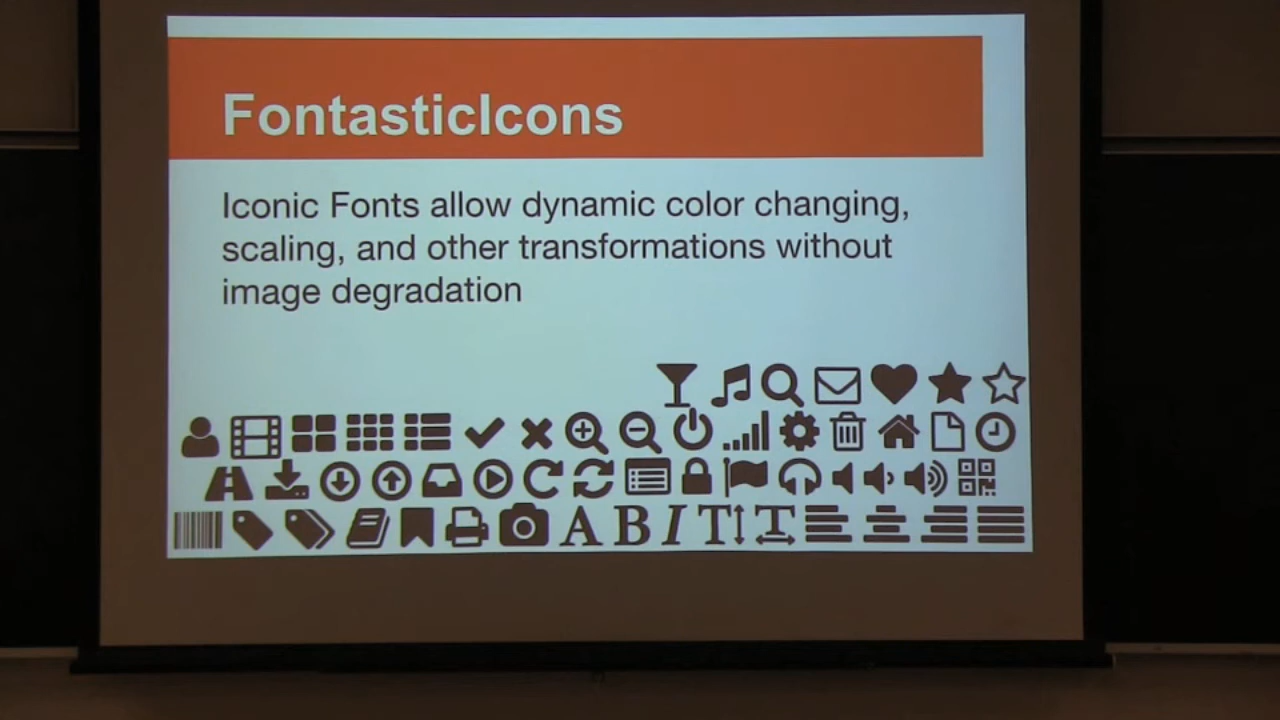 FontasticIcons
Iconic Fonts allow dynamic color changing,
scaling, and other transformations without
image degradation
A B I T T